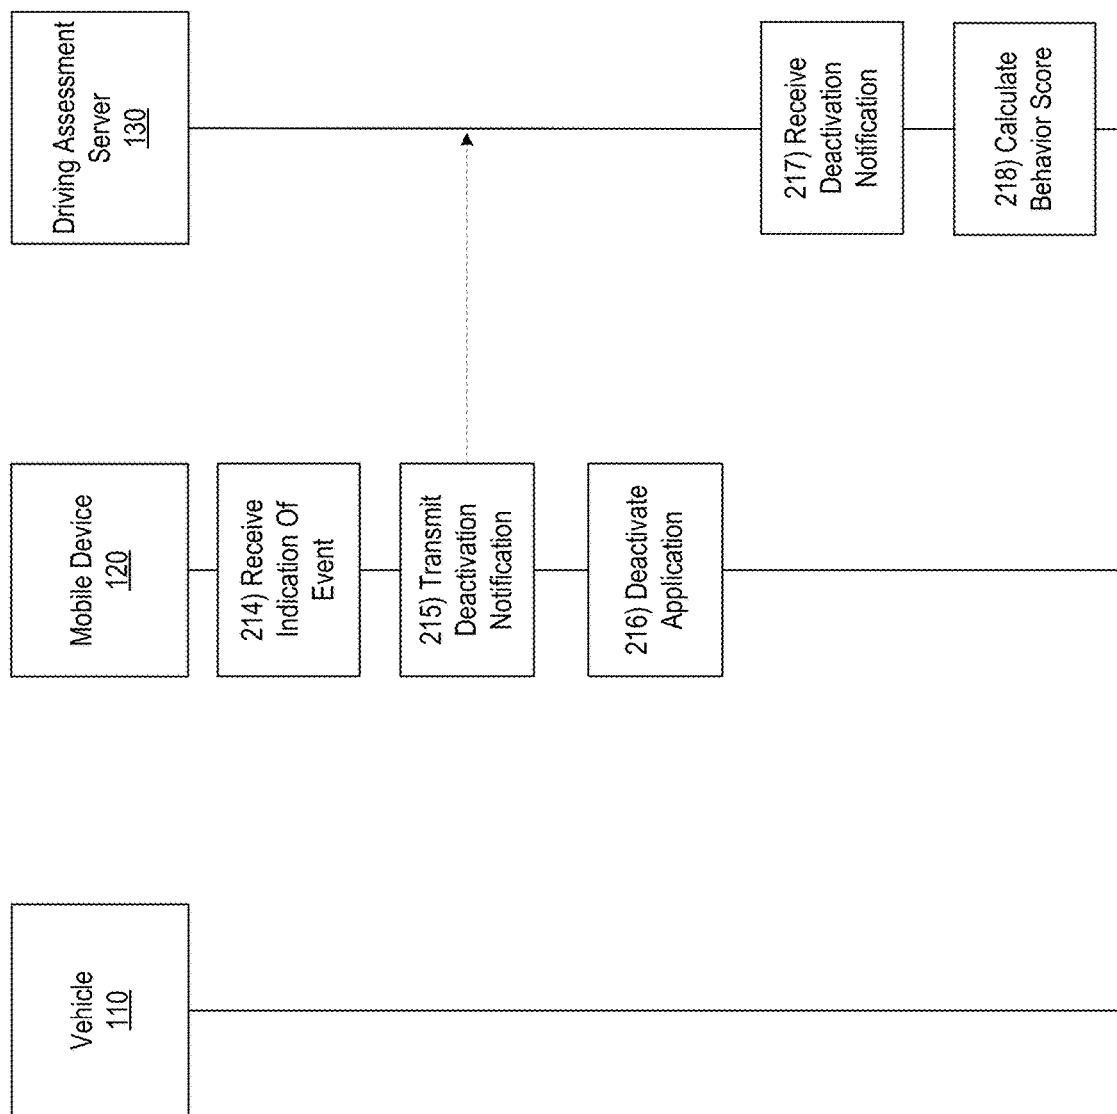 Vehicle
110
Mobile Device
120
Driving Assessment
Server
130
214) Receive
Indication Of
Event
215) Transmit
Deactivation
Notification
216) Deactivate
Application
217) Receive
Deactivation
Notification
218) Calculate
Behavior Score